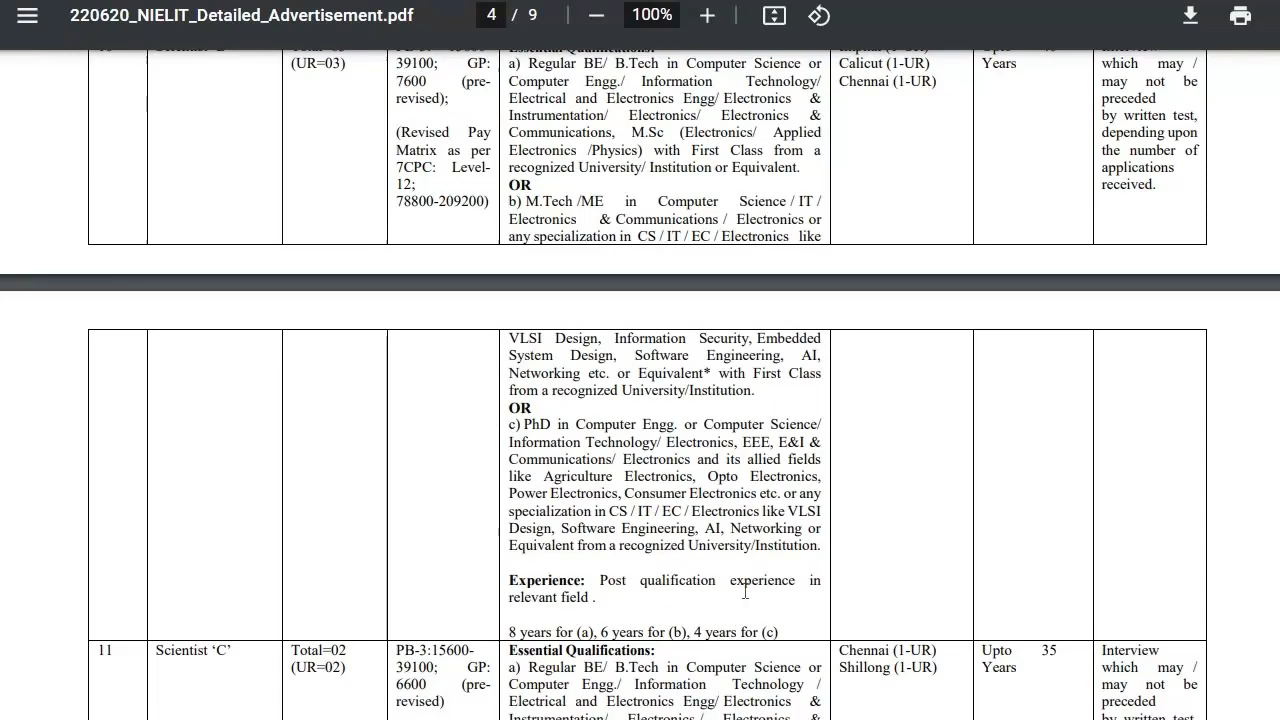 220620_NIELIT_Detailed_Advertisement.pdf
4 / 9
100%
(UR=03)
39100; GP:
7600 (pre-
revised);
(Revised Pay
Matrix as per
7CPC: Level-
12;
78800-209200)
Essential Qualifications:
a) Regular BE/ B.Tech in Computer Science or
Computer Engg./ Information Technology/
Electrical and Electronics Engg/ Electronics &
Instrumentation/ Electronics/ Electronics &
Communications, M.Sc (Electronics/ Applied
Electronics /Physics) with First Class from a
recognized University/ Institution or Equivalent.
OR
b) M.Tech /ME in Computer Science / IT /
Electronics & Communications / Electronics or
any specialization in CS / IT / EC / Electronics like
Calicut (1-UR)
Chennai (1-UR)
Years
Interview
which may /
may not be
preceded
by written test,
depending upon
the number of
applications
received.
VLSI Design, Information Security, Embedded
System Design, Software Engineering, AI,
Networking etc. or Equivalent* with First Class
from a recognized University/Institution.
OR
c) PhD in Computer Engg. or Computer Science/
Information Technology/ Electronics, EEE, E&I &
Communications/ Electronics and its allied fields
like Agriculture Electronics, Opto Electronics,
Power Electronics, Consumer Electronics etc. or any
specialization in CS / IT / EC / Electronics like VLSI
Design, Software Engineering, AI, Networking or
Equivalent from a recognized University/Institution.
Experience: Post qualification experience in
relevant field .
8 years for (a), 6 years for (b), 4 years for (c)
11
Scientist ‘C’
Total=02
(UR=02)
PB-3:15600-
39100; GP:
6600 (pre-
revised)
Essential Qualifications:
a) Regular BE/ B.Tech in Computer Science or
Computer Engg./ Information Technology /
Electrical and Electronics Engg/ Electronics &
Instrumentation/ Electronics / Electronics &
Chennai (1-UR)
Shillong (1-UR)
Upto 35
Years
Interview
which may /
may not be
preceded
by written test,